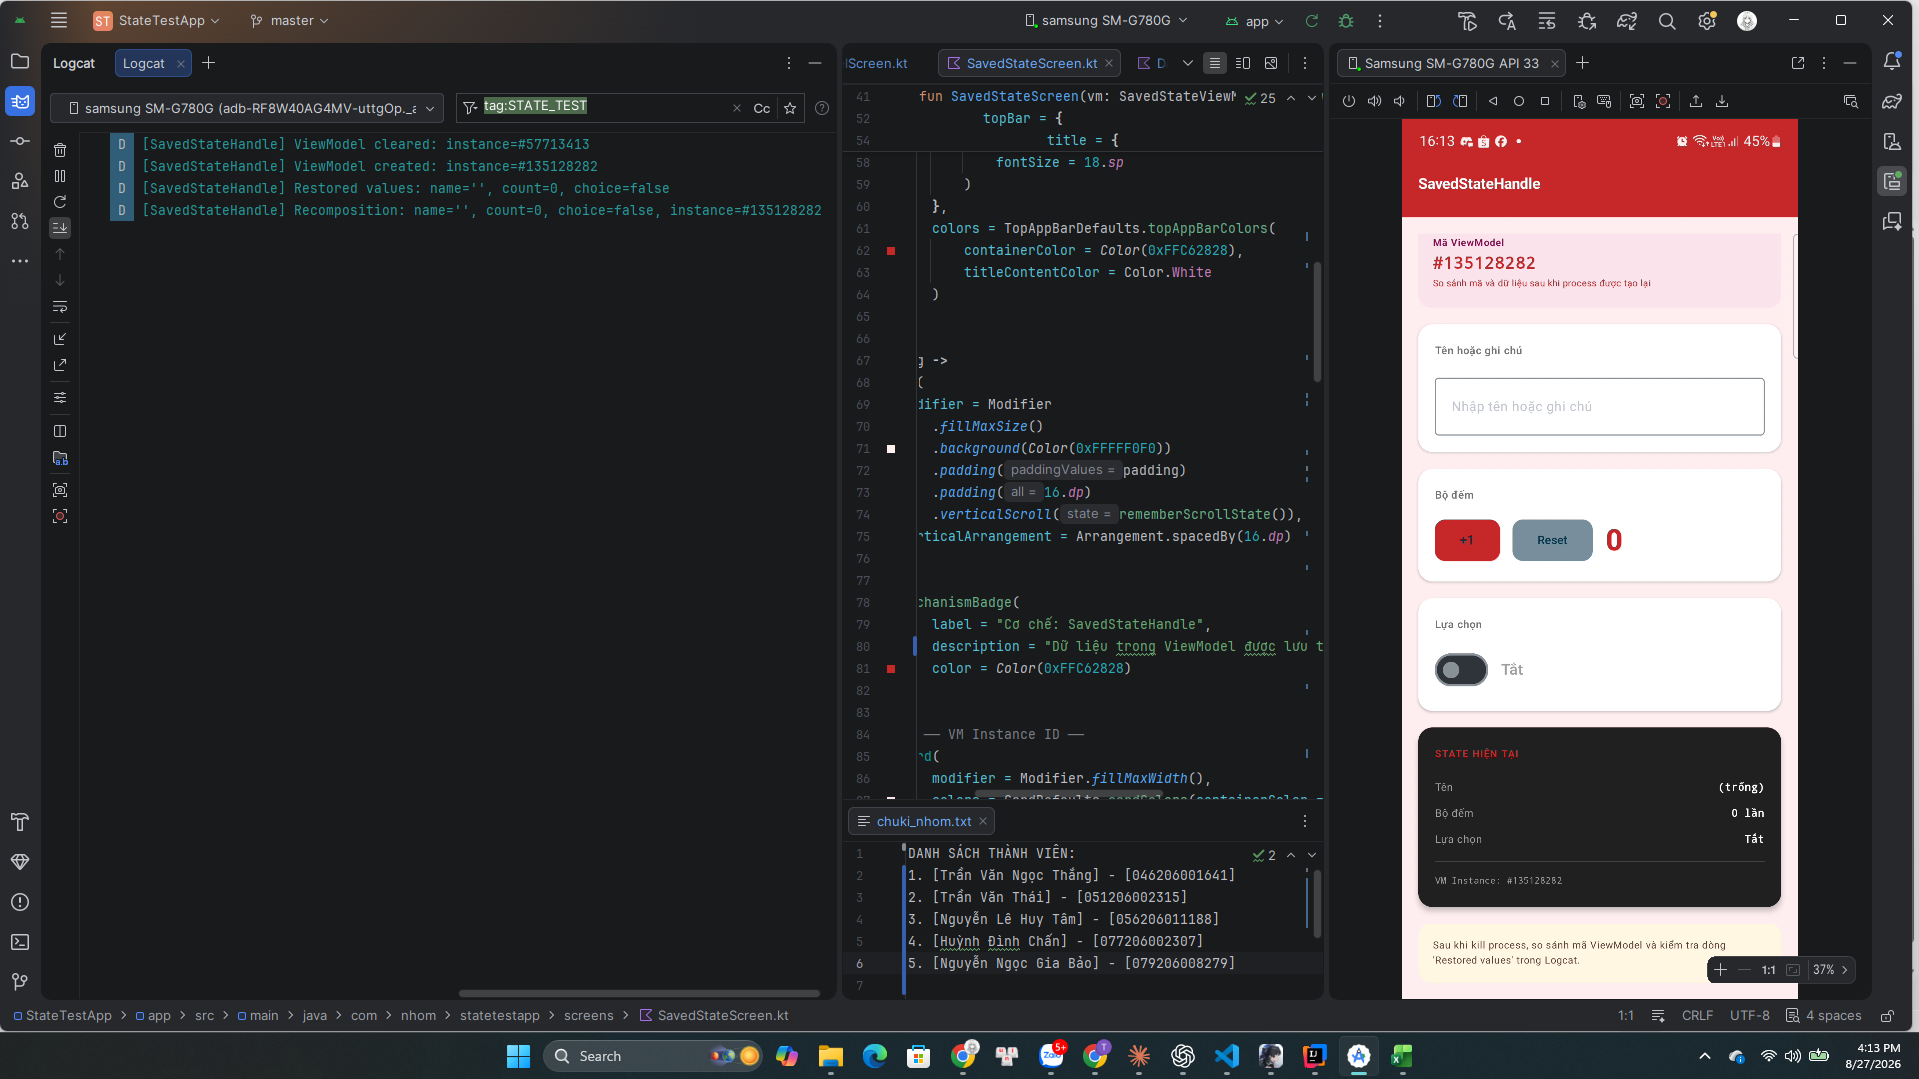 ST StateTestApp
master
samsung SM-G780G
app
Logcat
Logcat
samsung SM-G780G (adb-RF8W40AG4MV-uttgOp._a
tag:STATE_TEST
Cc
D [SavedStateHandle] ViewModel cleared: instance=#57713413
D [SavedStateHandle] ViewModel created: instance=#135128282
D [SavedStateHandle] Restored values: name='', count=0, choice=false
D [SavedStateHandle] Recomposition: name='', count=0, choice=false, instance=#135128282
lScreen.kt
SavedStateScreen.kt
D
25
41 fun SavedStateScreen(vm: SavedStateViewM
52 topBar = {
54 title = {
58 fontSize = 18.sp
59 )
60 },
61 colors = TopAppBarDefaults.topAppBarColors(
62 containerColor = Color(0xFFC62828),
63 titleContentColor = Color.White
64 )
65
66
67 g ->
68 (
69 difier = Modifier
70 .fillMaxSize()
71 .background(Color(0xFFFFF0F0))
72 .padding( paddingValues = padding)
73 .padding( all = 16.dp)
74 .verticalScroll( state = rememberScrollState()),
75 rticalArrangement = Arrangement.spacedBy(16.dp)
76
77
78 chanismBadge(
79 label = "Cơ chế: SavedStateHandle",
80 description = "Dữ liệu trong ViewModel được lưu t
81 color = Color(0xFFC62828)
82
83
84 —— VM Instance ID ——
85 rd(
86 modifier = Modifier.fillMaxWidth(),
chuki_nhom.txt
2
1 DANH SÁCH THÀNH VIÊN:
2 1. [Trần Văn Ngọc Thắng] - [046206001641]
3 2. [Trần Văn Thái] - [051206002315]
4 3. [Nguyễn Lê Huy Tâm] - [056206011188]
5 4. [Huỳnh Đình Chấn] - [077206002307]
6 5. [Nguyễn Ngọc Gia Bảo] - [079206008279]
7
Samsung SM-G780G API 33
16:13
45%
SavedStateHandle
Mã ViewModel
#135128282
So sánh mã và dữ liệu sau khi process được tạo lại
Tên hoặc ghi chú
Nhập tên hoặc ghi chú
Bộ đếm
+1
Reset
0
Lựa chọn
Tắt
STATE HIỆN TẠI
Tên (trống)
Bộ đếm 0 lần
Lựa chọn Tắt
VM Instance: #135128282
Sau khi kill process, so sánh mã ViewModel và kiểm tra dòng
'Restored values' trong Logcat.
1:1
37%
StateTestApp > app > src > main > java > com > nhom > statetestapp > screens > SavedStateScreen.kt
1:1
CRLF
UTF-8
4 spaces
Search
Zalo
5+
4:13 PM
8/27/2026